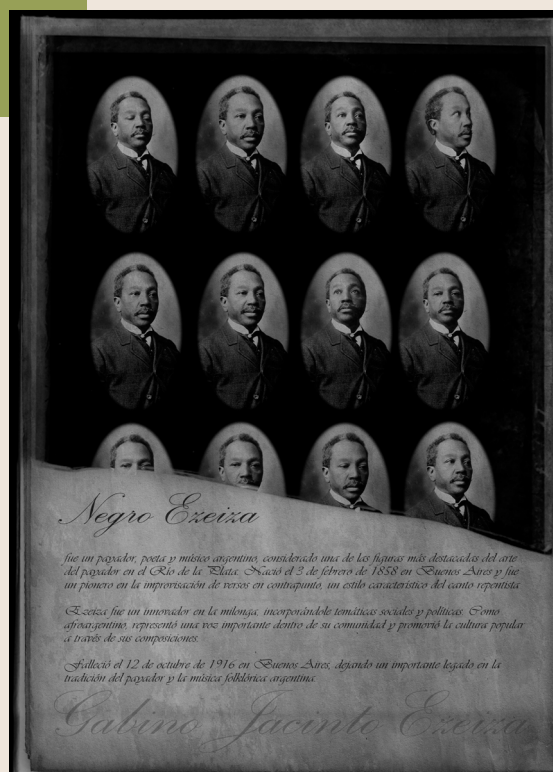 Negro Ezeiza
fue un payador, poeta y músico argentino, considerado una de las figuras más destacadas del arte
del payador en el Río de la Plata. Nació el 3 de febrero de 1858 en Buenos Aires y fue
un pionero en la improvisación de versos en contrapunto, un estilo característico del canto repentista.
Ezeiza fue un innovador en la milonga, incorporándole temáticas sociales y políticas. Como
afroargentino, representó una voz importante dentro de su comunidad y promovió la cultura popular
a través de sus composiciones.
Falleció el 12 de octubre de 1916 en Buenos Aires, dejando un importante legado en la
tradición del payador y la música folklórica argentina.
Gabino Jacinto Ezeiza